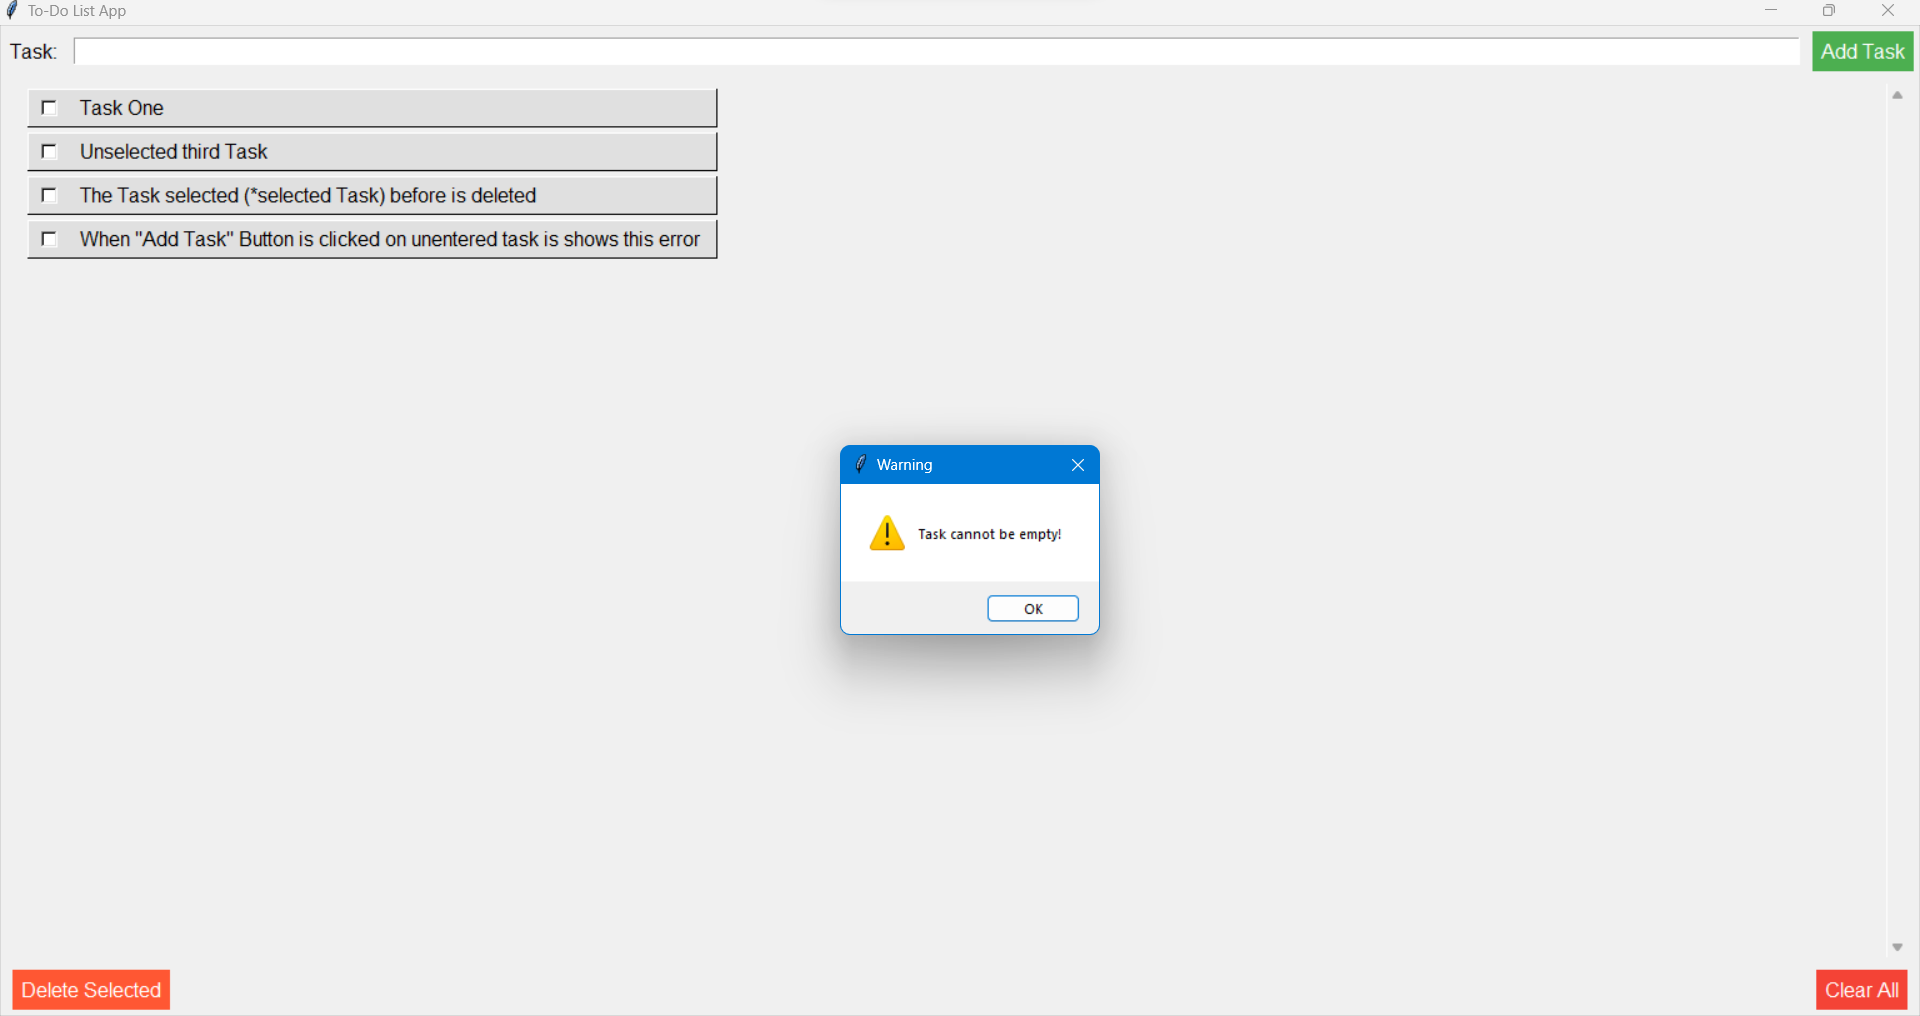 To-Do List App
Task:
Add Task
Task One
Unselected third Task
The Task selected (*selected Task) before is deleted
When "Add Task" Button is clicked on unentered task is shows this error
Warning
Task cannot be empty!
OK
Delete Selected
Clear All